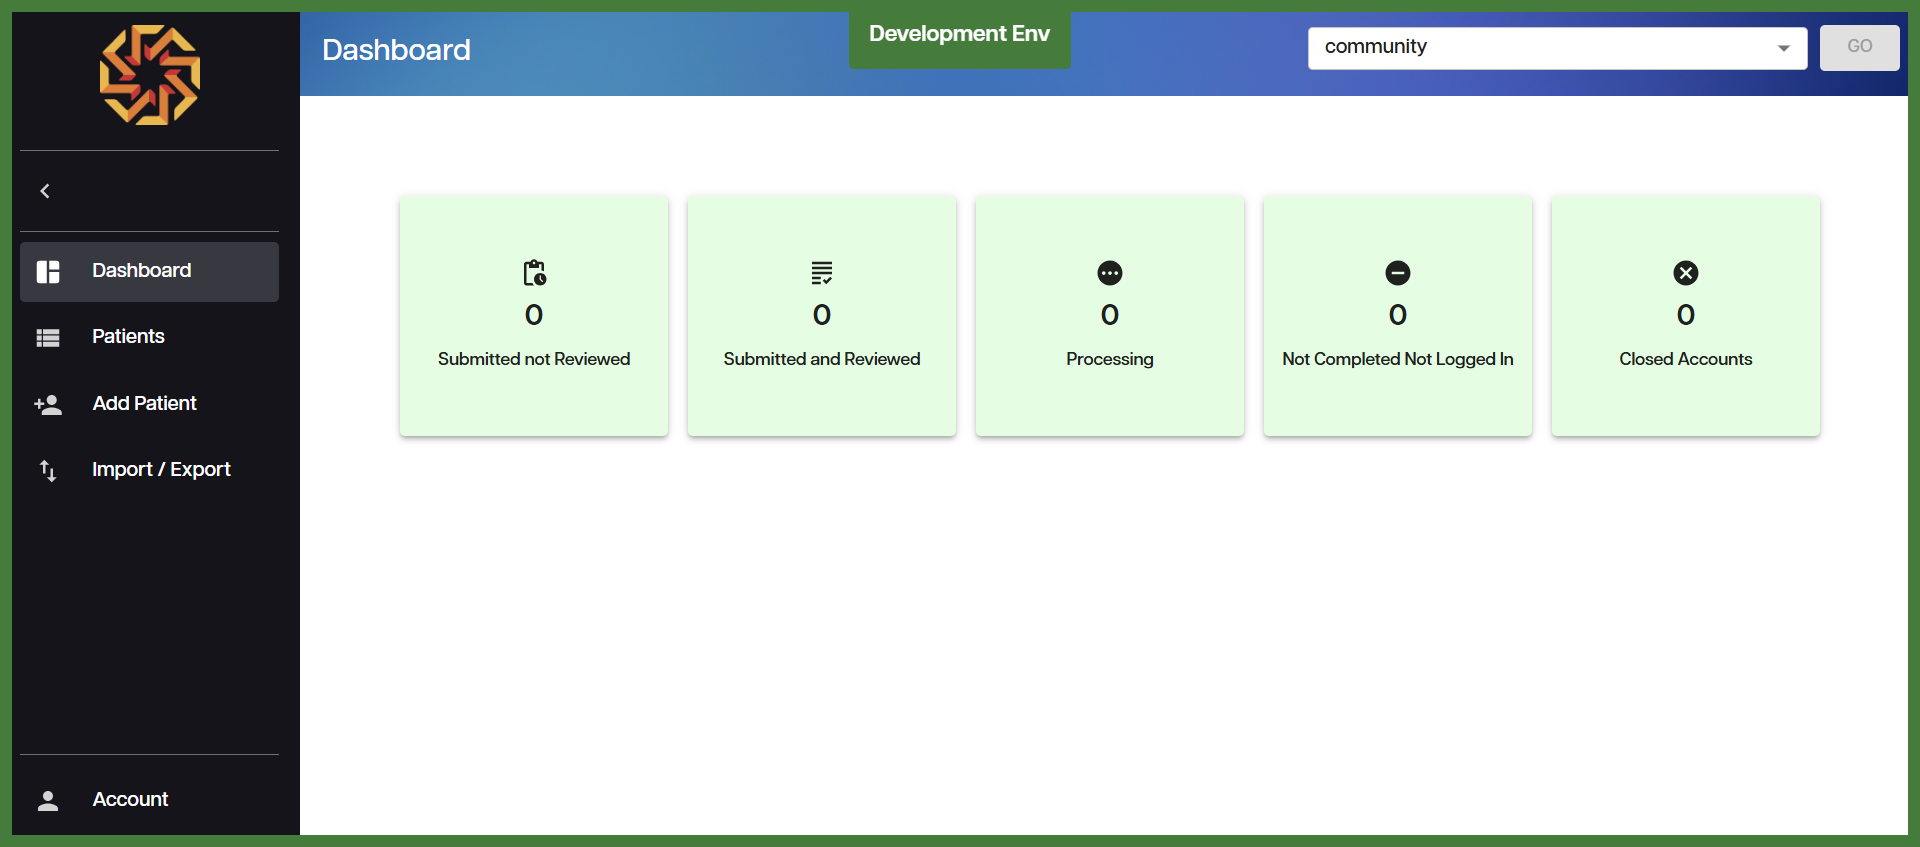 Dashboard
Development Env
community
GO
Dashboard
Patients
Add Patient
Import / Export
Account
0
Submitted not Reviewed
0
Submitted and Reviewed
0
Processing
0
Not Completed Not Logged In
0
Closed Accounts